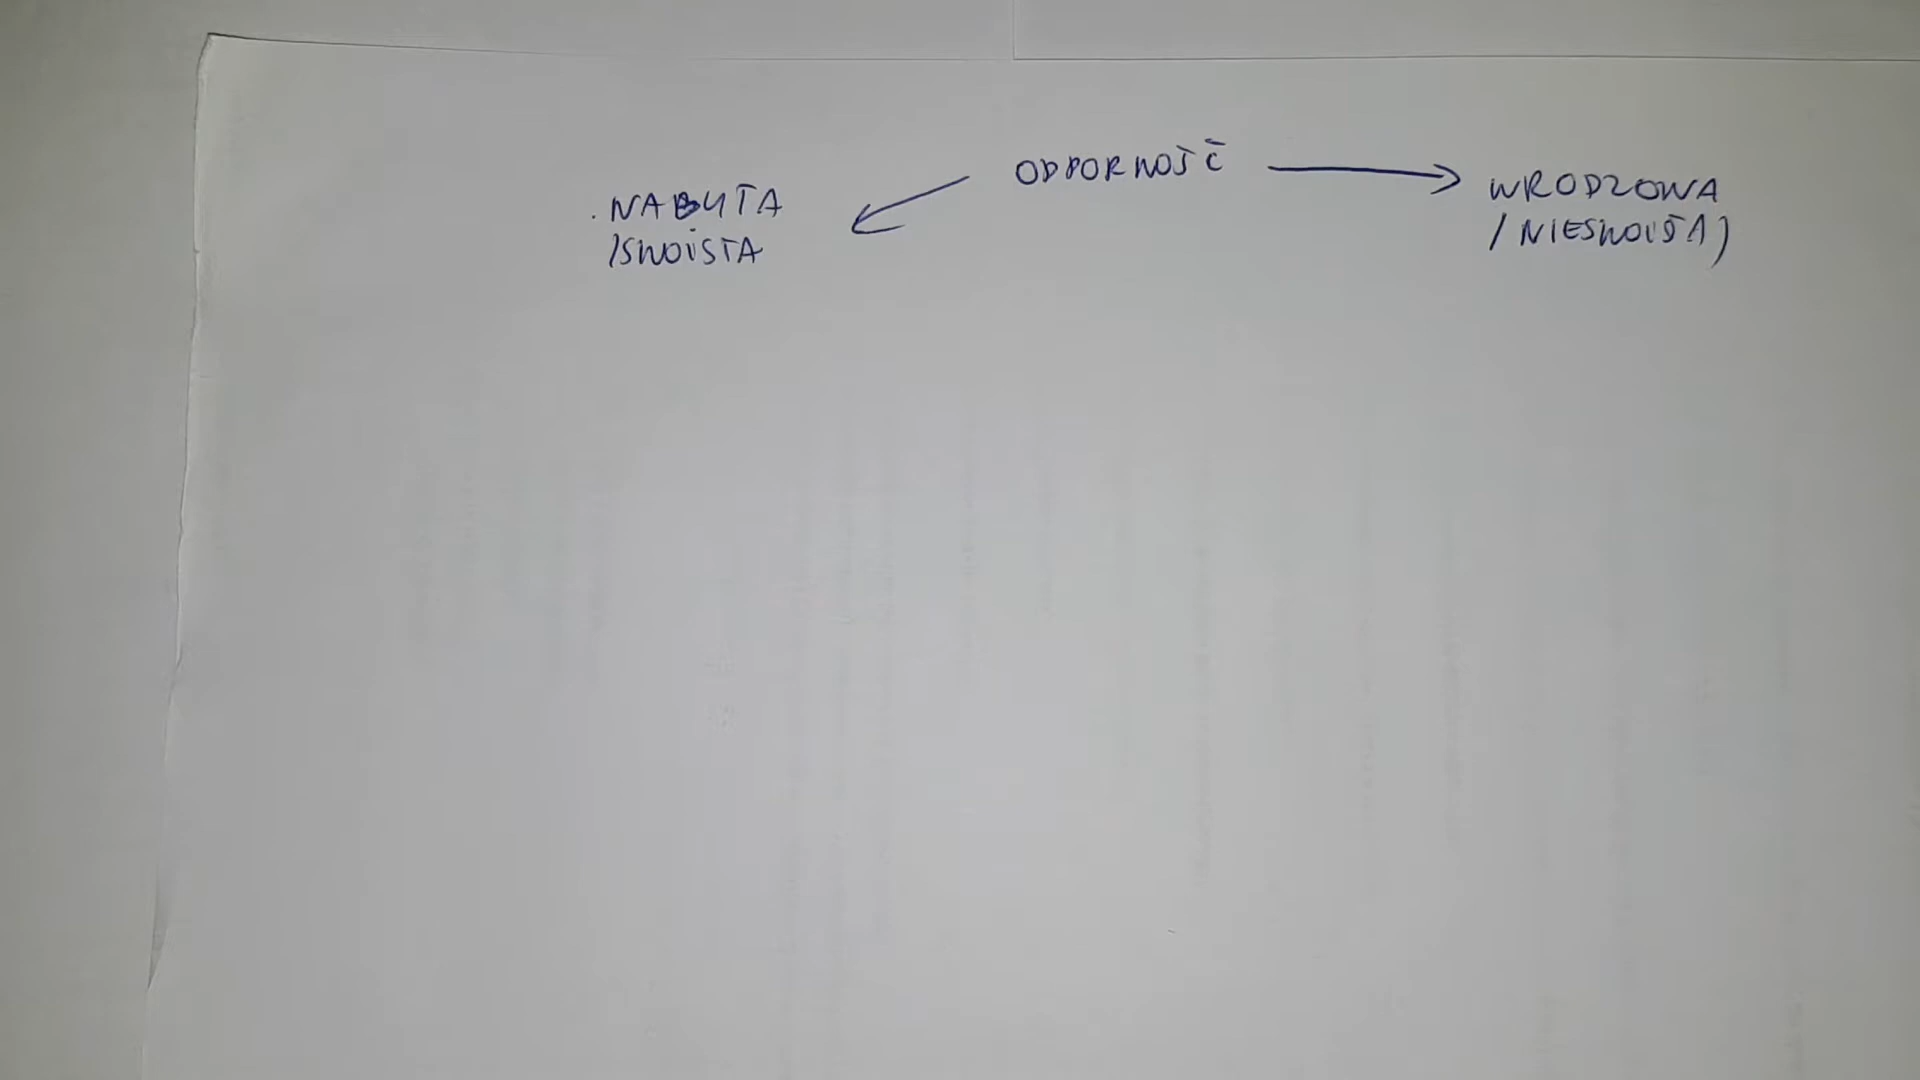 ODPORNOŚĆ
NABYTA
/SWOISTA
WRODZONA
/NIESWOISTA)